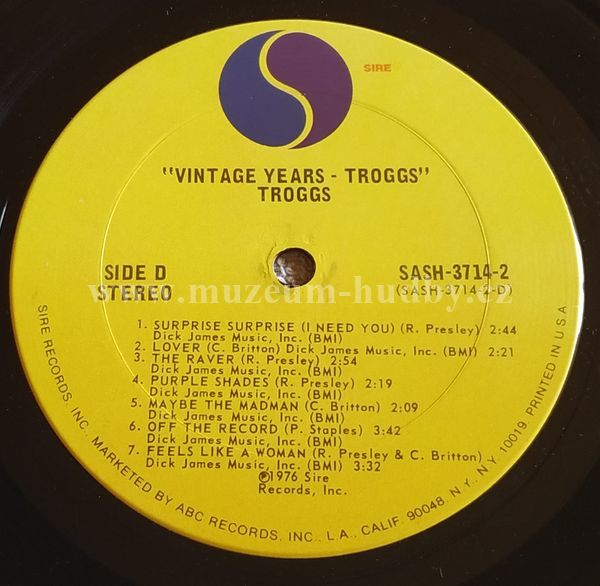 SIRE
"VINTAGE YEARS - TROGGS"
TROGGS
SIDE D
STEREO
SASH-3714-2
(SASH-3714-2-D)
www.muzeum-hudby.cz
1. SURPRISE SURPRISE (I NEED YOU) (R. Presley) 2:44
Dick James Music, Inc. (BMI)
2. LOVER (C. Britton) Dick James Music, Inc. (BMI) 2:21
3. THE RAVER (R. Presley) 2:54
Dick James Music, Inc. (BMI)
4. PURPLE SHADES (R. Presley) 2:19
Dick James Music, Inc. (BMI)
5. MAYBE THE MADMAN (C. Britton) 2:09
Dick James Music, Inc. (BMI)
6. OFF THE RECORD (P. Staples) 3:42
Dick James Music, Inc. (BMI)
7. FEELS LIKE A WOMAN (R. Presley & C. Britton)
Dick James Music, Inc. (BMI) 3:32
℗1976 Sire
Records, Inc.
SIRE RECORDS, INC. MARKETED BY ABC RECORDS, INC., L.A., CALIF. 90048, N.Y., N.Y. 10019 PRINTED IN U.S.A.